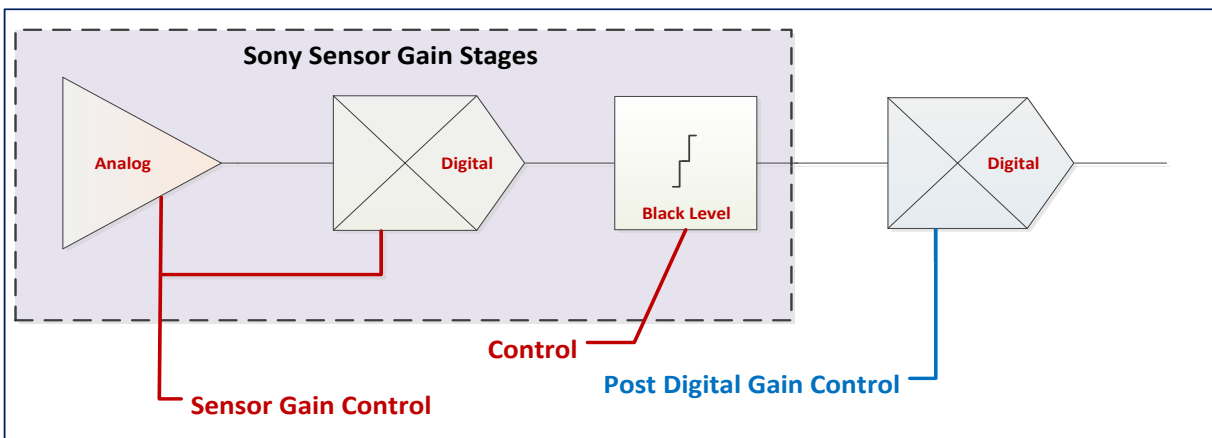 Sony Sensor Gain Stages
Analog
Digital
Black Level
Digital
Control
Post Digital Gain Control
Sensor Gain Control